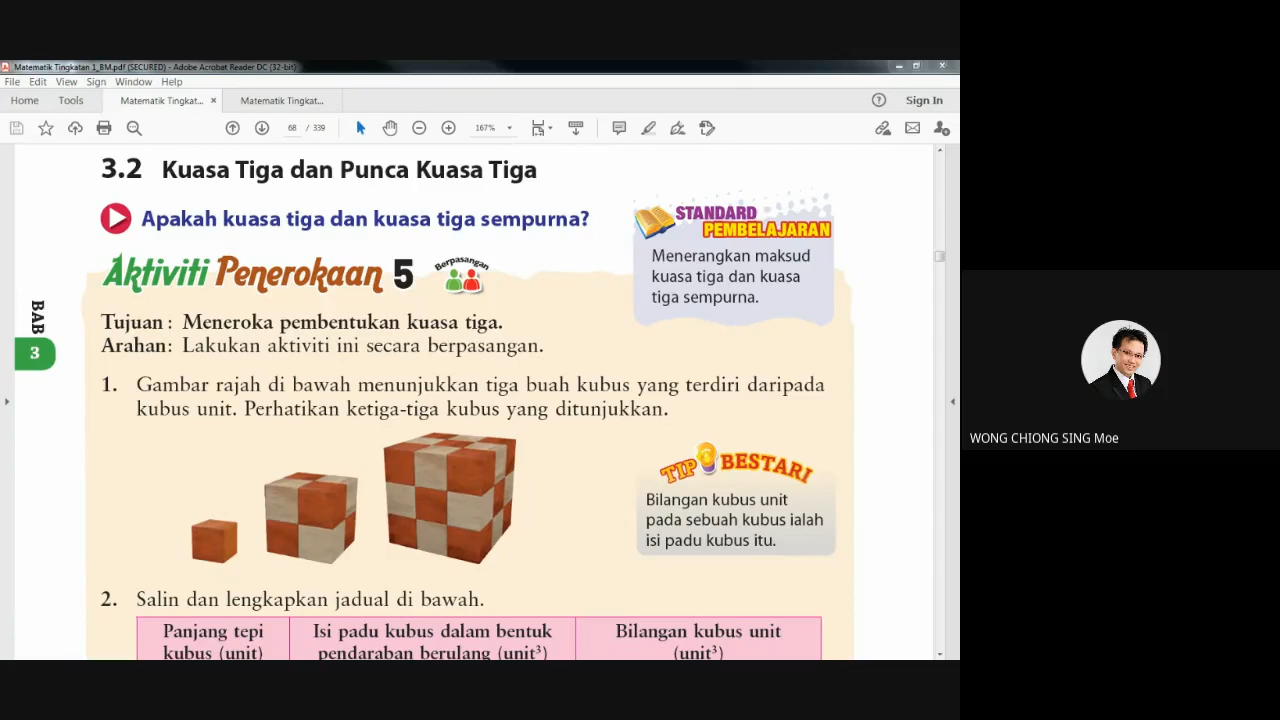 Matematik Tingkatan 1_BM.pdf (SECURED) - Adobe Acrobat Reader DC (32-bit)
File Edit View Sign Window Help
Home Tools Matematik Tingkat... × Matematik Tingkat... Sign In
68 / 339 167%
3.2 Kuasa Tiga dan Punca Kuasa Tiga
Apakah kuasa tiga dan kuasa tiga sempurna?
STANDARD
PEMBELAJARAN
Menerangkan maksud
kuasa tiga dan kuasa
tiga sempurna.
Aktiviti Penerokaan 5 Berpasangan
BAB
3
Tujuan : Meneroka pembentukan kuasa tiga.
Arahan: Lakukan aktiviti ini secara berpasangan.
1. Gambar rajah di bawah menunjukkan tiga buah kubus yang terdiri daripada
kubus unit. Perhatikan ketiga-tiga kubus yang ditunjukkan.
TIP BESTARI
Bilangan kubus unit
pada sebuah kubus ialah
isi padu kubus itu.
2. Salin dan lengkapkan jadual di bawah.
Panjang tepi
kubus (unit)
Isi padu kubus dalam bentuk
pendaraban berulang (unit³)
Bilangan kubus unit
(unit³)
WONG CHIONG SING Moe